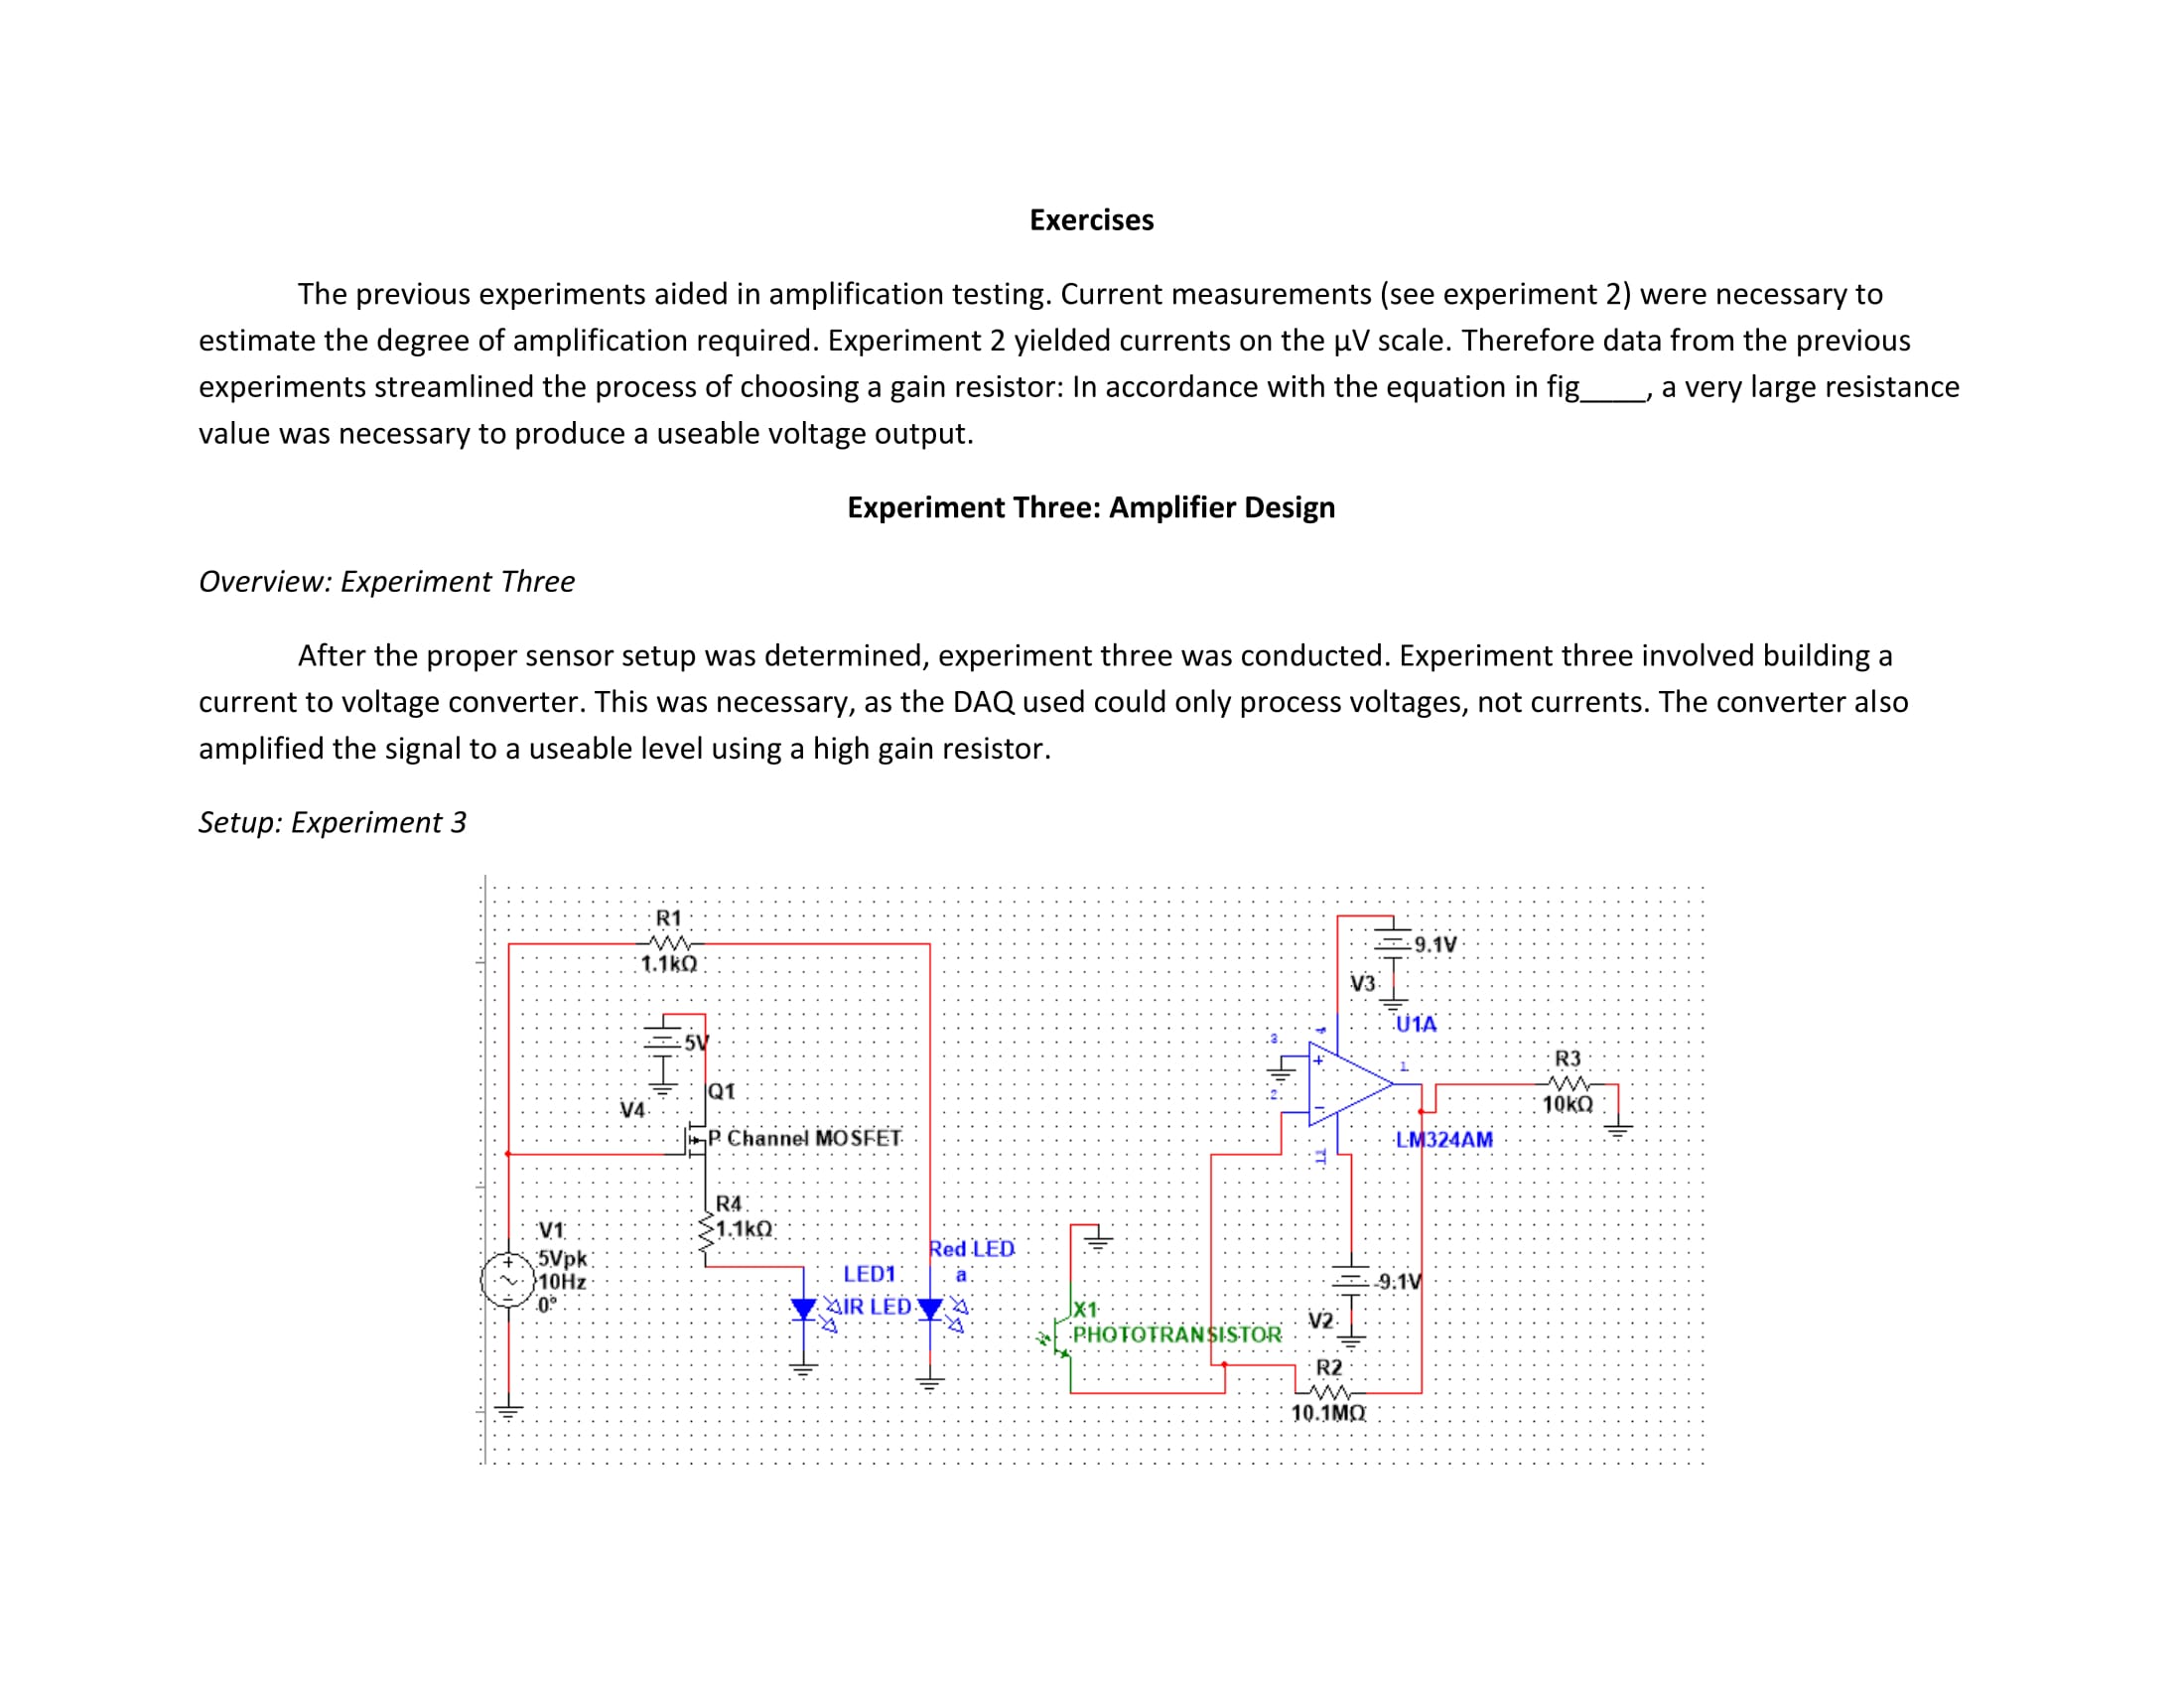 Exercises
The previous experiments aided in amplification testing. Current measurements (see experiment 2) were necessary to
estimate the degree of amplification required. Experiment 2 yielded currents on the µV scale. Therefore data from the previous
experiments streamlined the process of choosing a gain resistor: In accordance with the equation in fig____, a very large resistance
value was necessary to produce a useable voltage output.
Experiment Three: Amplifier Design
Overview: Experiment Three
After the proper sensor setup was determined, experiment three was conducted. Experiment three involved building a
current to voltage converter. This was necessary, as the DAQ used could only process voltages, not currents. The converter also
amplified the signal to a useable level using a high gain resistor.
Setup: Experiment 3
R1
1.1kΩ
5V
V4
Q1
P Channel MOSFET
R4
1.1kΩ
V1
5Vpk
10Hz
0°
LED1
IR LED
Red LED
a
X1
PHOTOTRANSISTOR
9.1V
V3
U1A
3
4
2
1
11
LM324AM
R3
10kΩ
-9.1V
V2
R2
10.1MΩ